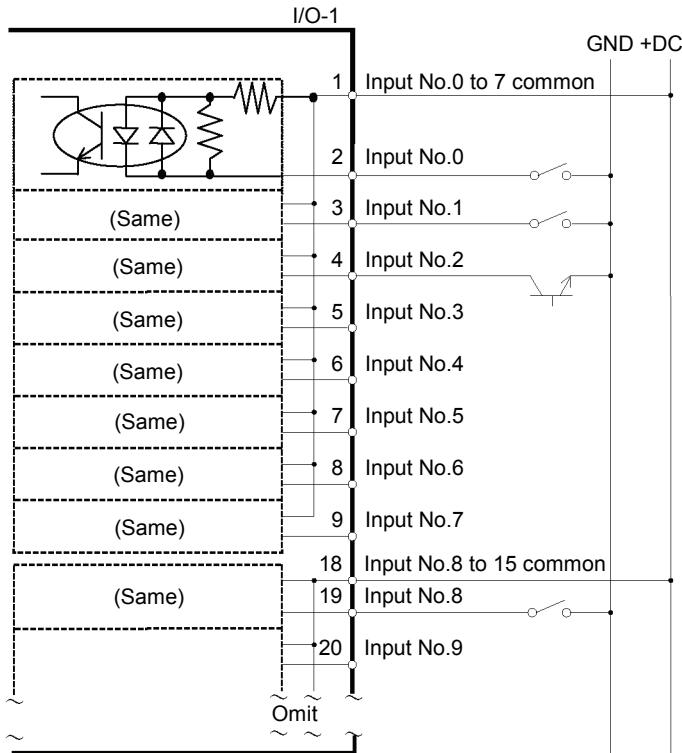 I/O-1
GND +DC
1 Input No.0 to 7 common
2 Input No.0
(Same) 3 Input No.1
(Same) 4 Input No.2
(Same) 5 Input No.3
(Same) 6 Input No.4
(Same) 7 Input No.5
(Same) 8 Input No.6
(Same) 9 Input No.7
18 Input No.8 to 15 common
(Same) 19 Input No.8
20 Input No.9
Omit